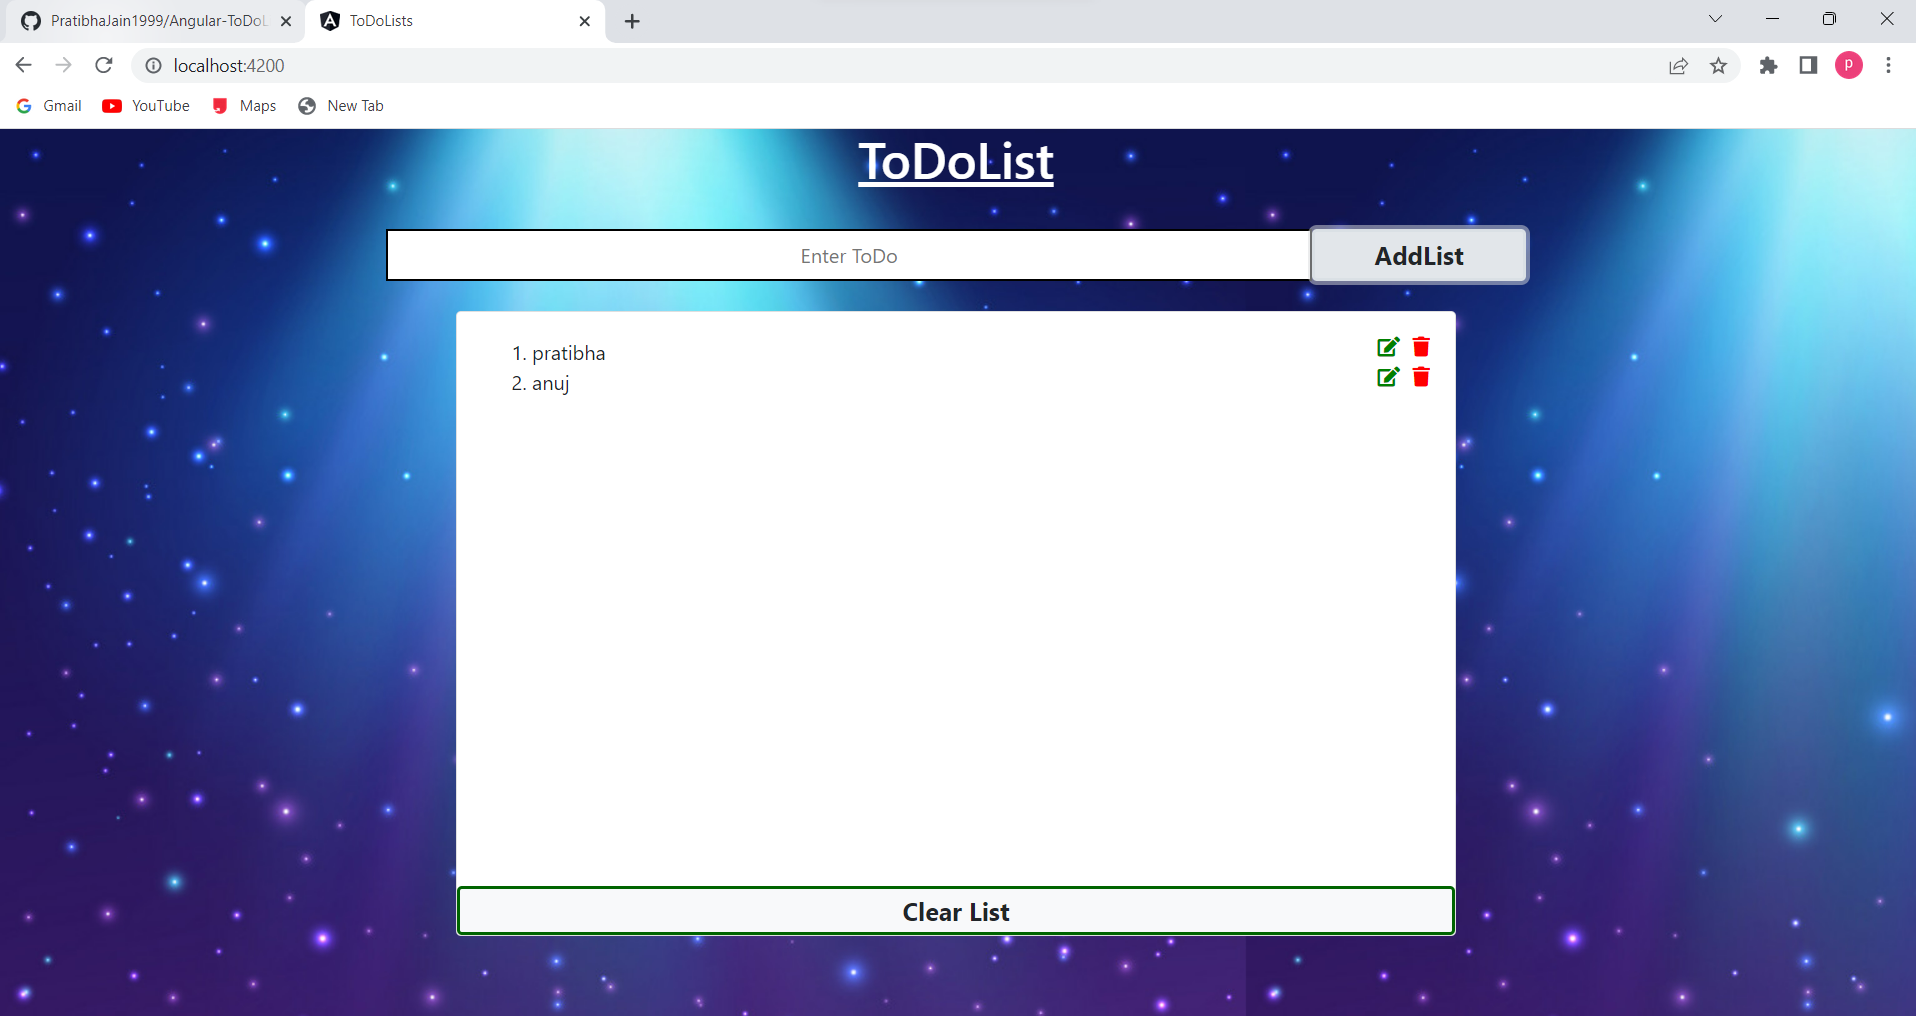 PratibhaJain1999/Angular-ToDoL
ToDoLists
localhost:4200
P
Gmail
YouTube
Maps
New Tab
ToDoList
Enter ToDo
AddList
1. pratibha
2. anuj
Clear List